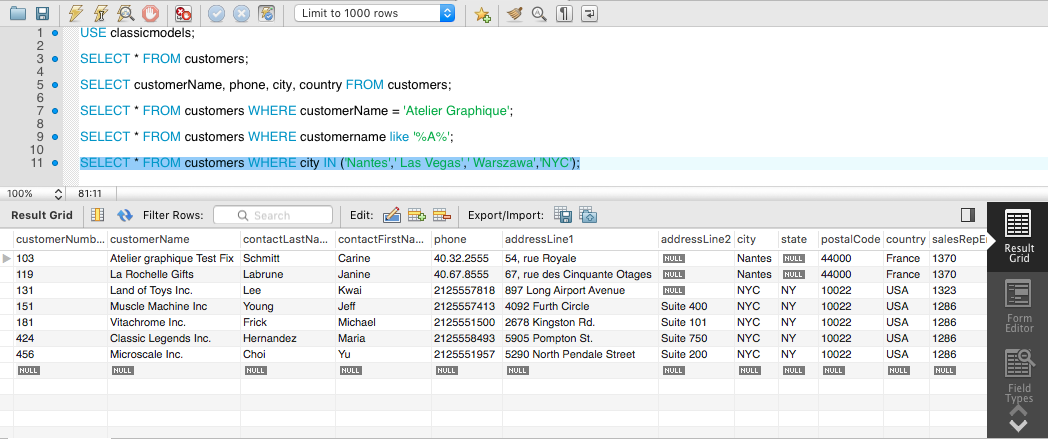 Limit to 1000 rows
1 USE classicmodels;
2
3 SELECT * FROM customers;
4
5 SELECT customerName, phone, city, country FROM customers;
6
7 SELECT * FROM customers WHERE customerName = 'Atelier Graphique';
8
9 SELECT * FROM customers WHERE customername like '%A%';
10
11 SELECT * FROM customers WHERE city IN ('Nantes',' Las Vegas',' Warszawa','NYC');
100% 81:11
Result Grid Filter Rows: Search Edit: Export/Import:
customerNumb... customerName contactLastNa... contactFirstNa... phone addressLine1 addressLine2 city state postalCode country salesRepEr
103 Atelier graphique Test Fix Schmitt Carine 40.32.2555 54, rue Royale NULL Nantes NULL 44000 France 1370
119 La Rochelle Gifts Labrune Janine 40.67.8555 67, rue des Cinquante Otages NULL Nantes NULL 44000 France 1370
131 Land of Toys Inc. Lee Kwai 2125557818 897 Long Airport Avenue NULL NYC NY 10022 USA 1323
151 Muscle Machine Inc Young Jeff 2125557413 4092 Furth Circle Suite 400 NYC NY 10022 USA 1286
181 Vitachrome Inc. Frick Michael 2125551500 2678 Kingston Rd. Suite 101 NYC NY 10022 USA 1286
424 Classic Legends Inc. Hernandez Maria 2125558493 5905 Pompton St. Suite 750 NYC NY 10022 USA 1286
456 Microscale Inc. Choi Yu 2125551957 5290 North Pendale Street Suite 200 NYC NY 10022 USA 1286
NULL NULL NULL NULL NULL NULL NULL NULL NULL NULL NULL NULL
Result
Grid
Form
Editor
Field
Types